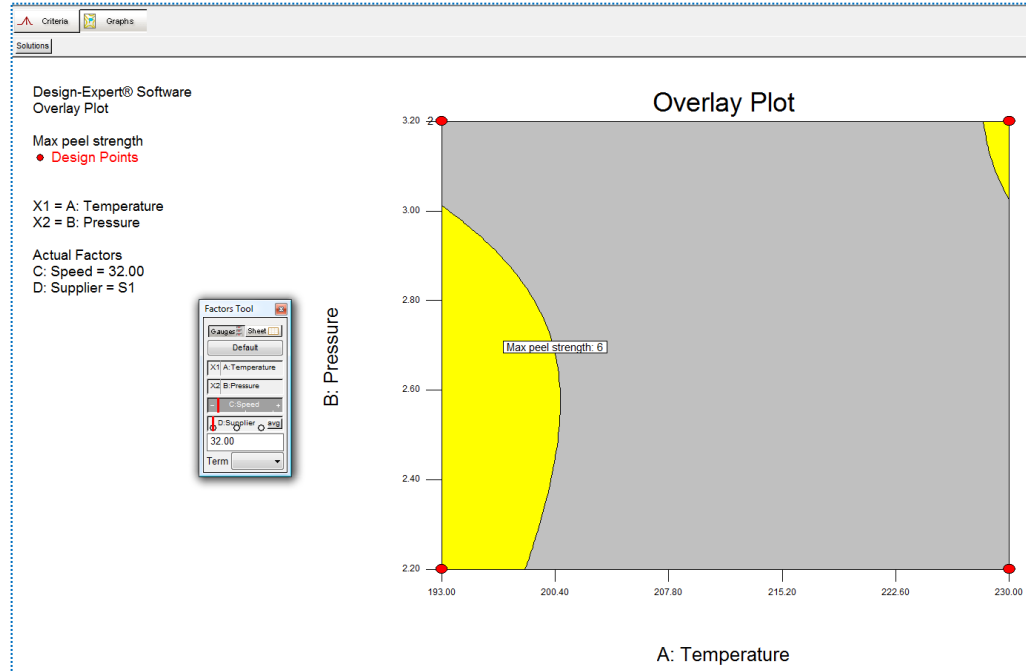 Criteria
Graphs
Solutions
Design-Expert® Software
Overlay Plot
Max peel strength
Design Points
X1 = A: Temperature
X2 = B: Pressure
Actual Factors
C: Speed = 32.00
D: Supplier = S1
Factors Tool
Gauges Sheet
Default
X1 A:Temperature
X2 B:Pressure
- C:Speed +
D:Supplier avg
32.00
Term
Overlay Plot
B: Pressure
3.20
2
3.00
2.80
2.60
2.40
2.20
Max peel strength: 6
193.00 200.40 207.80 215.20 222.60 230.00
A: Temperature